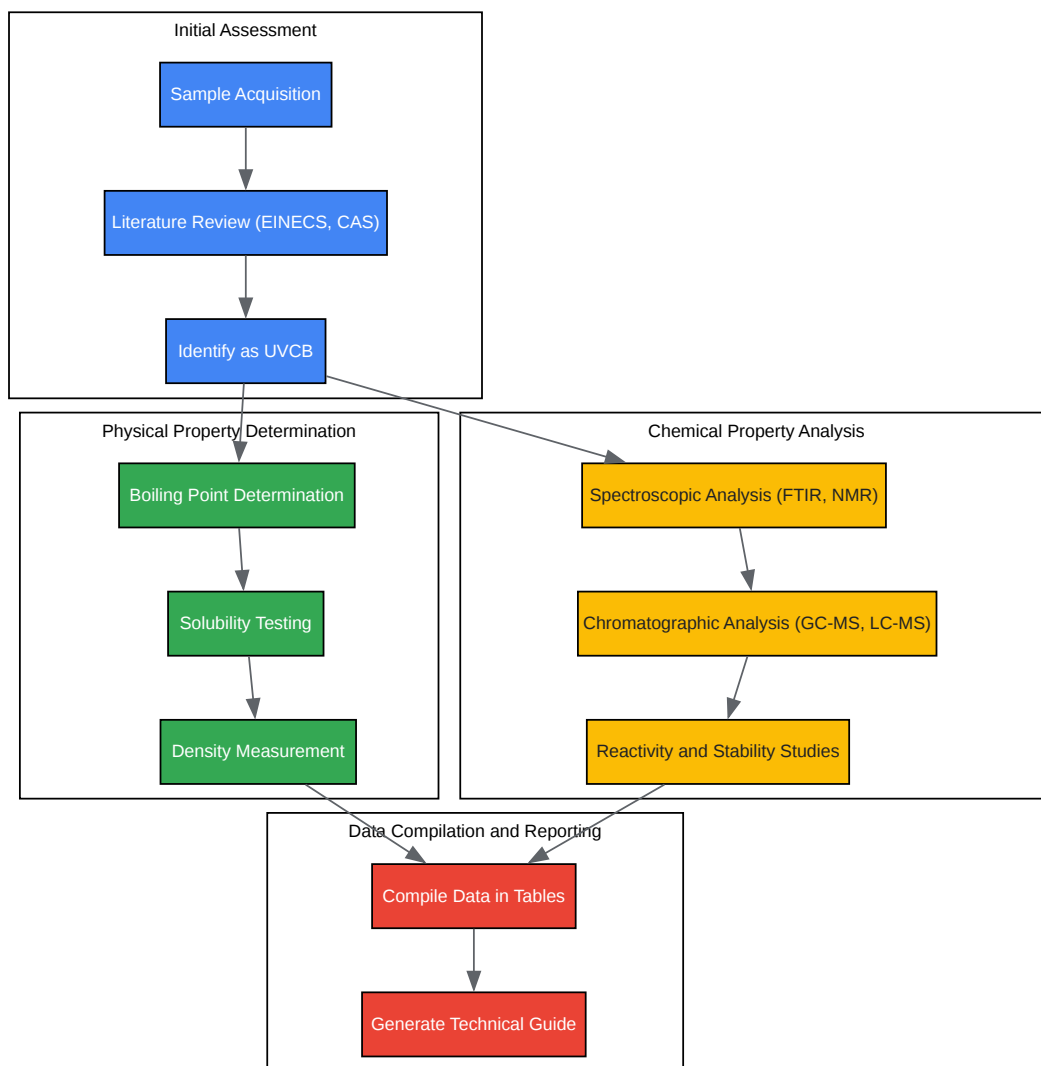 Initial Assessment
Sample Acquisition
Literature Review (EINECS, CAS)
Identify as UVCB
Physical Property Determination
Boiling Point Determination
Solubility Testing
Density Measurement
Chemical Property Analysis
Spectroscopic Analysis (FTIR, NMR)
Chromatographic Analysis (GC-MS, LC-MS)
Reactivity and Stability Studies
Data Compilation and Reporting
Compile Data in Tables
Generate Technical Guide